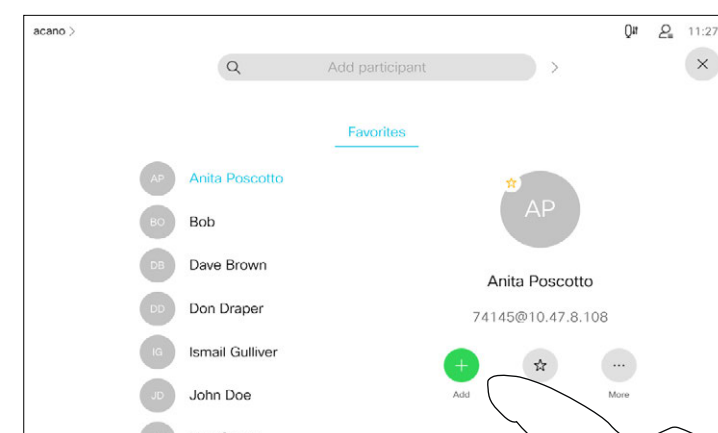 acano >
11:27
Add participant
Favorites
AP Anita Poscotto
BO Bob
DB Dave Brown
DD Don Draper
IG Ismail Gulliver
JD John Doe
AP
Anita Poscotto
74145@10.47.8.108
Add
More